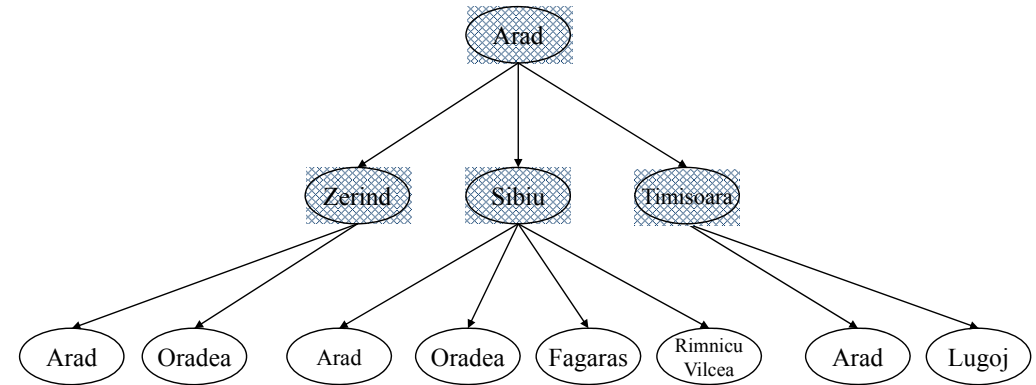 Arad
Zerind
Sibiu
Timisoara
Arad
Oradea
Arad
Oradea
Fagaras
Rimnicu
Vilcea
Arad
Lugoj